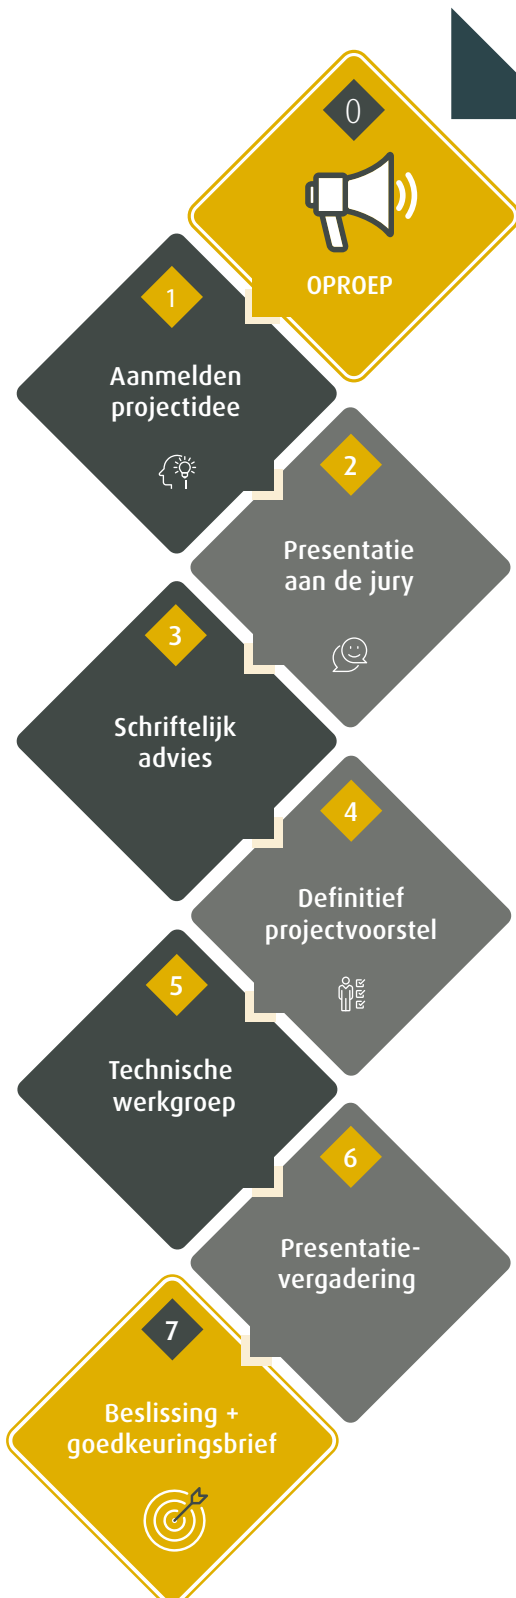 0
OPROEP
1
Aanmelden
projectidee
2
Presentatie
aan de jury
3
Schriftelijk
advies
4
Definitief
projectvoorstel
5
Technische
werkgroep
6
Presentatie-
vergadering
7
Beslissing +
goedkeuringsbrief